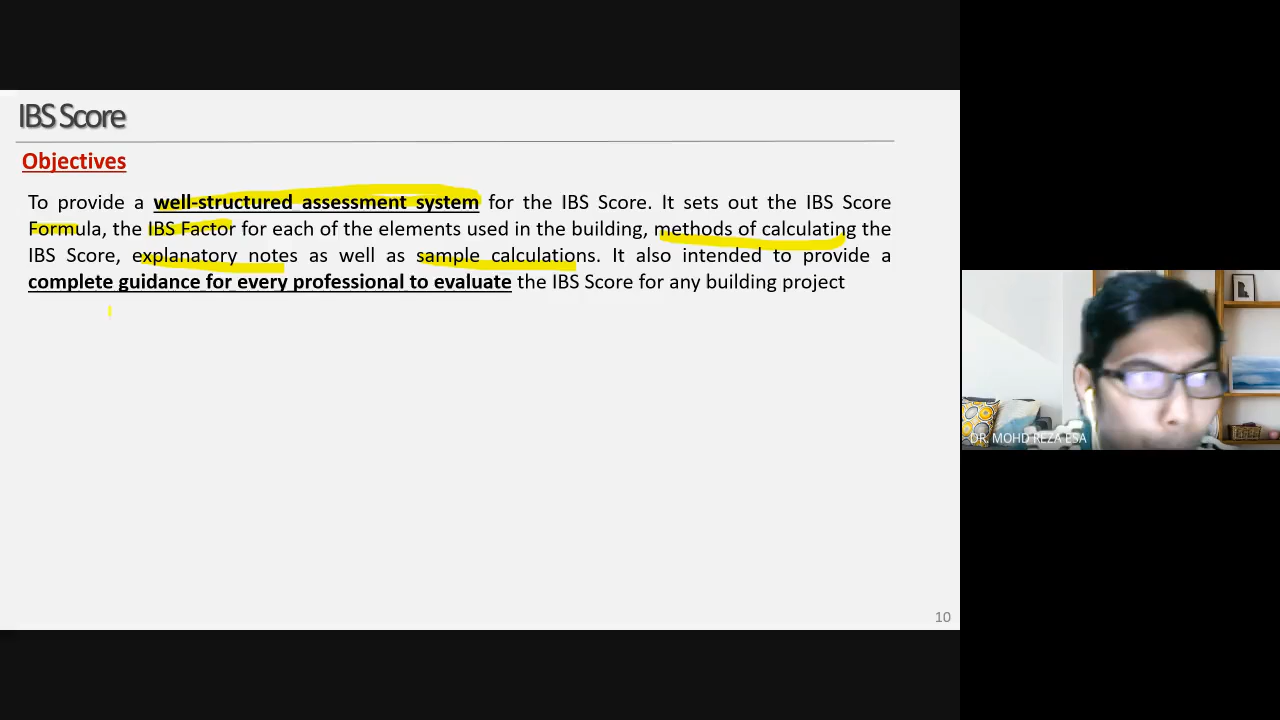 IBS Score
Objectives
To provide a well-structured assessment system for the IBS Score. It sets out the IBS Score
Formula, the IBS Factor for each of the elements used in the building, methods of calculating the
IBS Score, explanatory notes as well as sample calculations. It also intended to provide a
complete guidance for every professional to evaluate the IBS Score for any building project
DR. MOHD REZA ESA
10